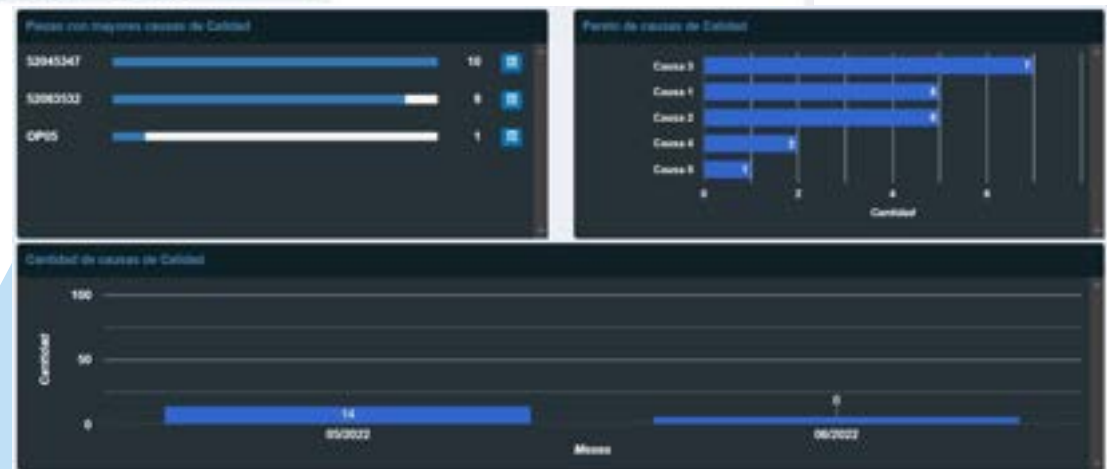 Piezas con mayores causas de Calidad
52045347 10
52083532 9
OP05 1
Pareto de causas de Calidad
Causa 3 7
Causa 1 5
Causa 2 5
Causa 4 2
Causa 5 1
0 2 4 6
Cantidad
Cantidad de causas de Calidad
100
50
0
Cantidad
14
05/2022 06/2022
Meses